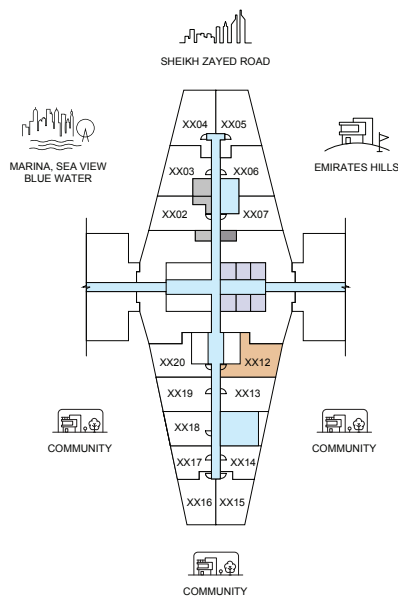 SHEIKH ZAYED ROAD
MARINA, SEA VIEW
BLUE WATER
EMIRATES HILLS
XX04
XX05
XX03
XX06
XX02
XX07
XX20
XX12
XX19
XX13
XX18
XX17
XX14
XX16
XX15
COMMUNITY
COMMUNITY
COMMUNITY